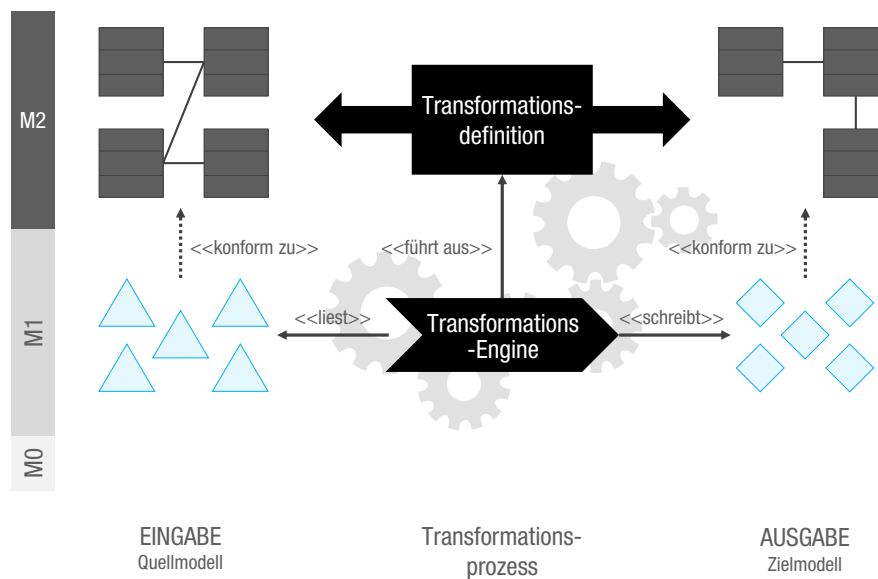 M2
Transformations-
definition
<<konform zu>>
<<führt aus>>
<<konform zu>>
M1
<<liest>>
Transformations
-Engine
<<schreibt>>
M0
EINGABE
Quellmodell
Transformations-
prozess
AUSGABE
Zielmodell